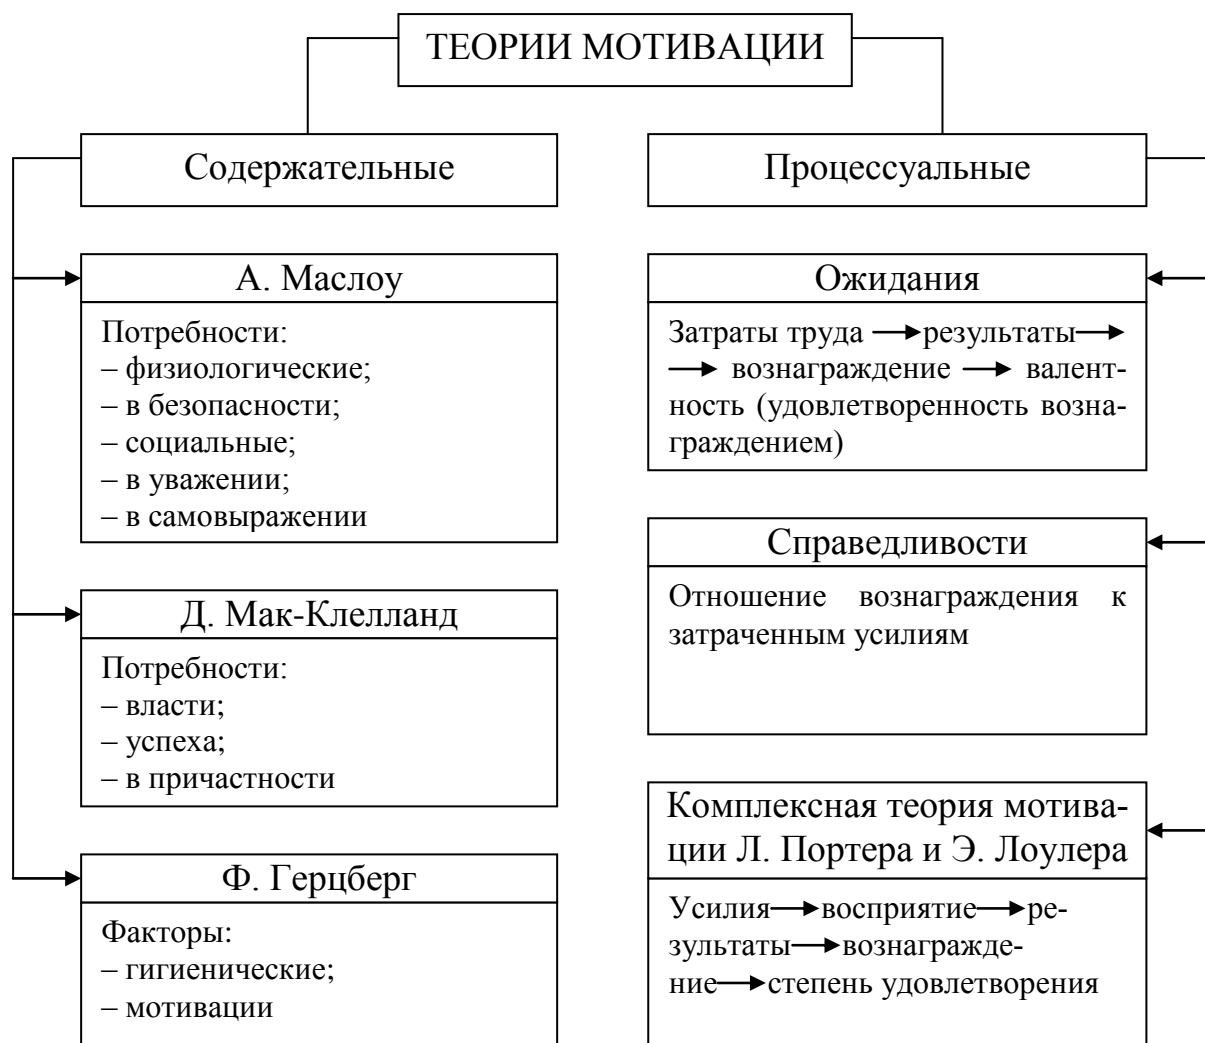 ТЕОРИИ МОТИВАЦИИ
Содержательные
А. Маслоу
Потребности:
– физиологические;
– в безопасности;
– социальные;
– в уважении;
– в самовыражении
Д. Мак-Клелланд
Потребности:
– власти;
– успеха;
– в причастности
Ф. Герцберг
Факторы:
– гигиенические;
– мотивации
Процессуальные
Ожидания
Затраты труда → результаты →
→ вознаграждение → валент-
ность (удовлетворенность возна-
граждением)
Справедливости
Отношение вознаграждения к
затраченным усилиям
Комплексная теория мотива-
ции Л. Портера и Э. Лоулера
Усилия → восприятие → ре-
зультаты → вознагражде-
ние → степень удовлетворения